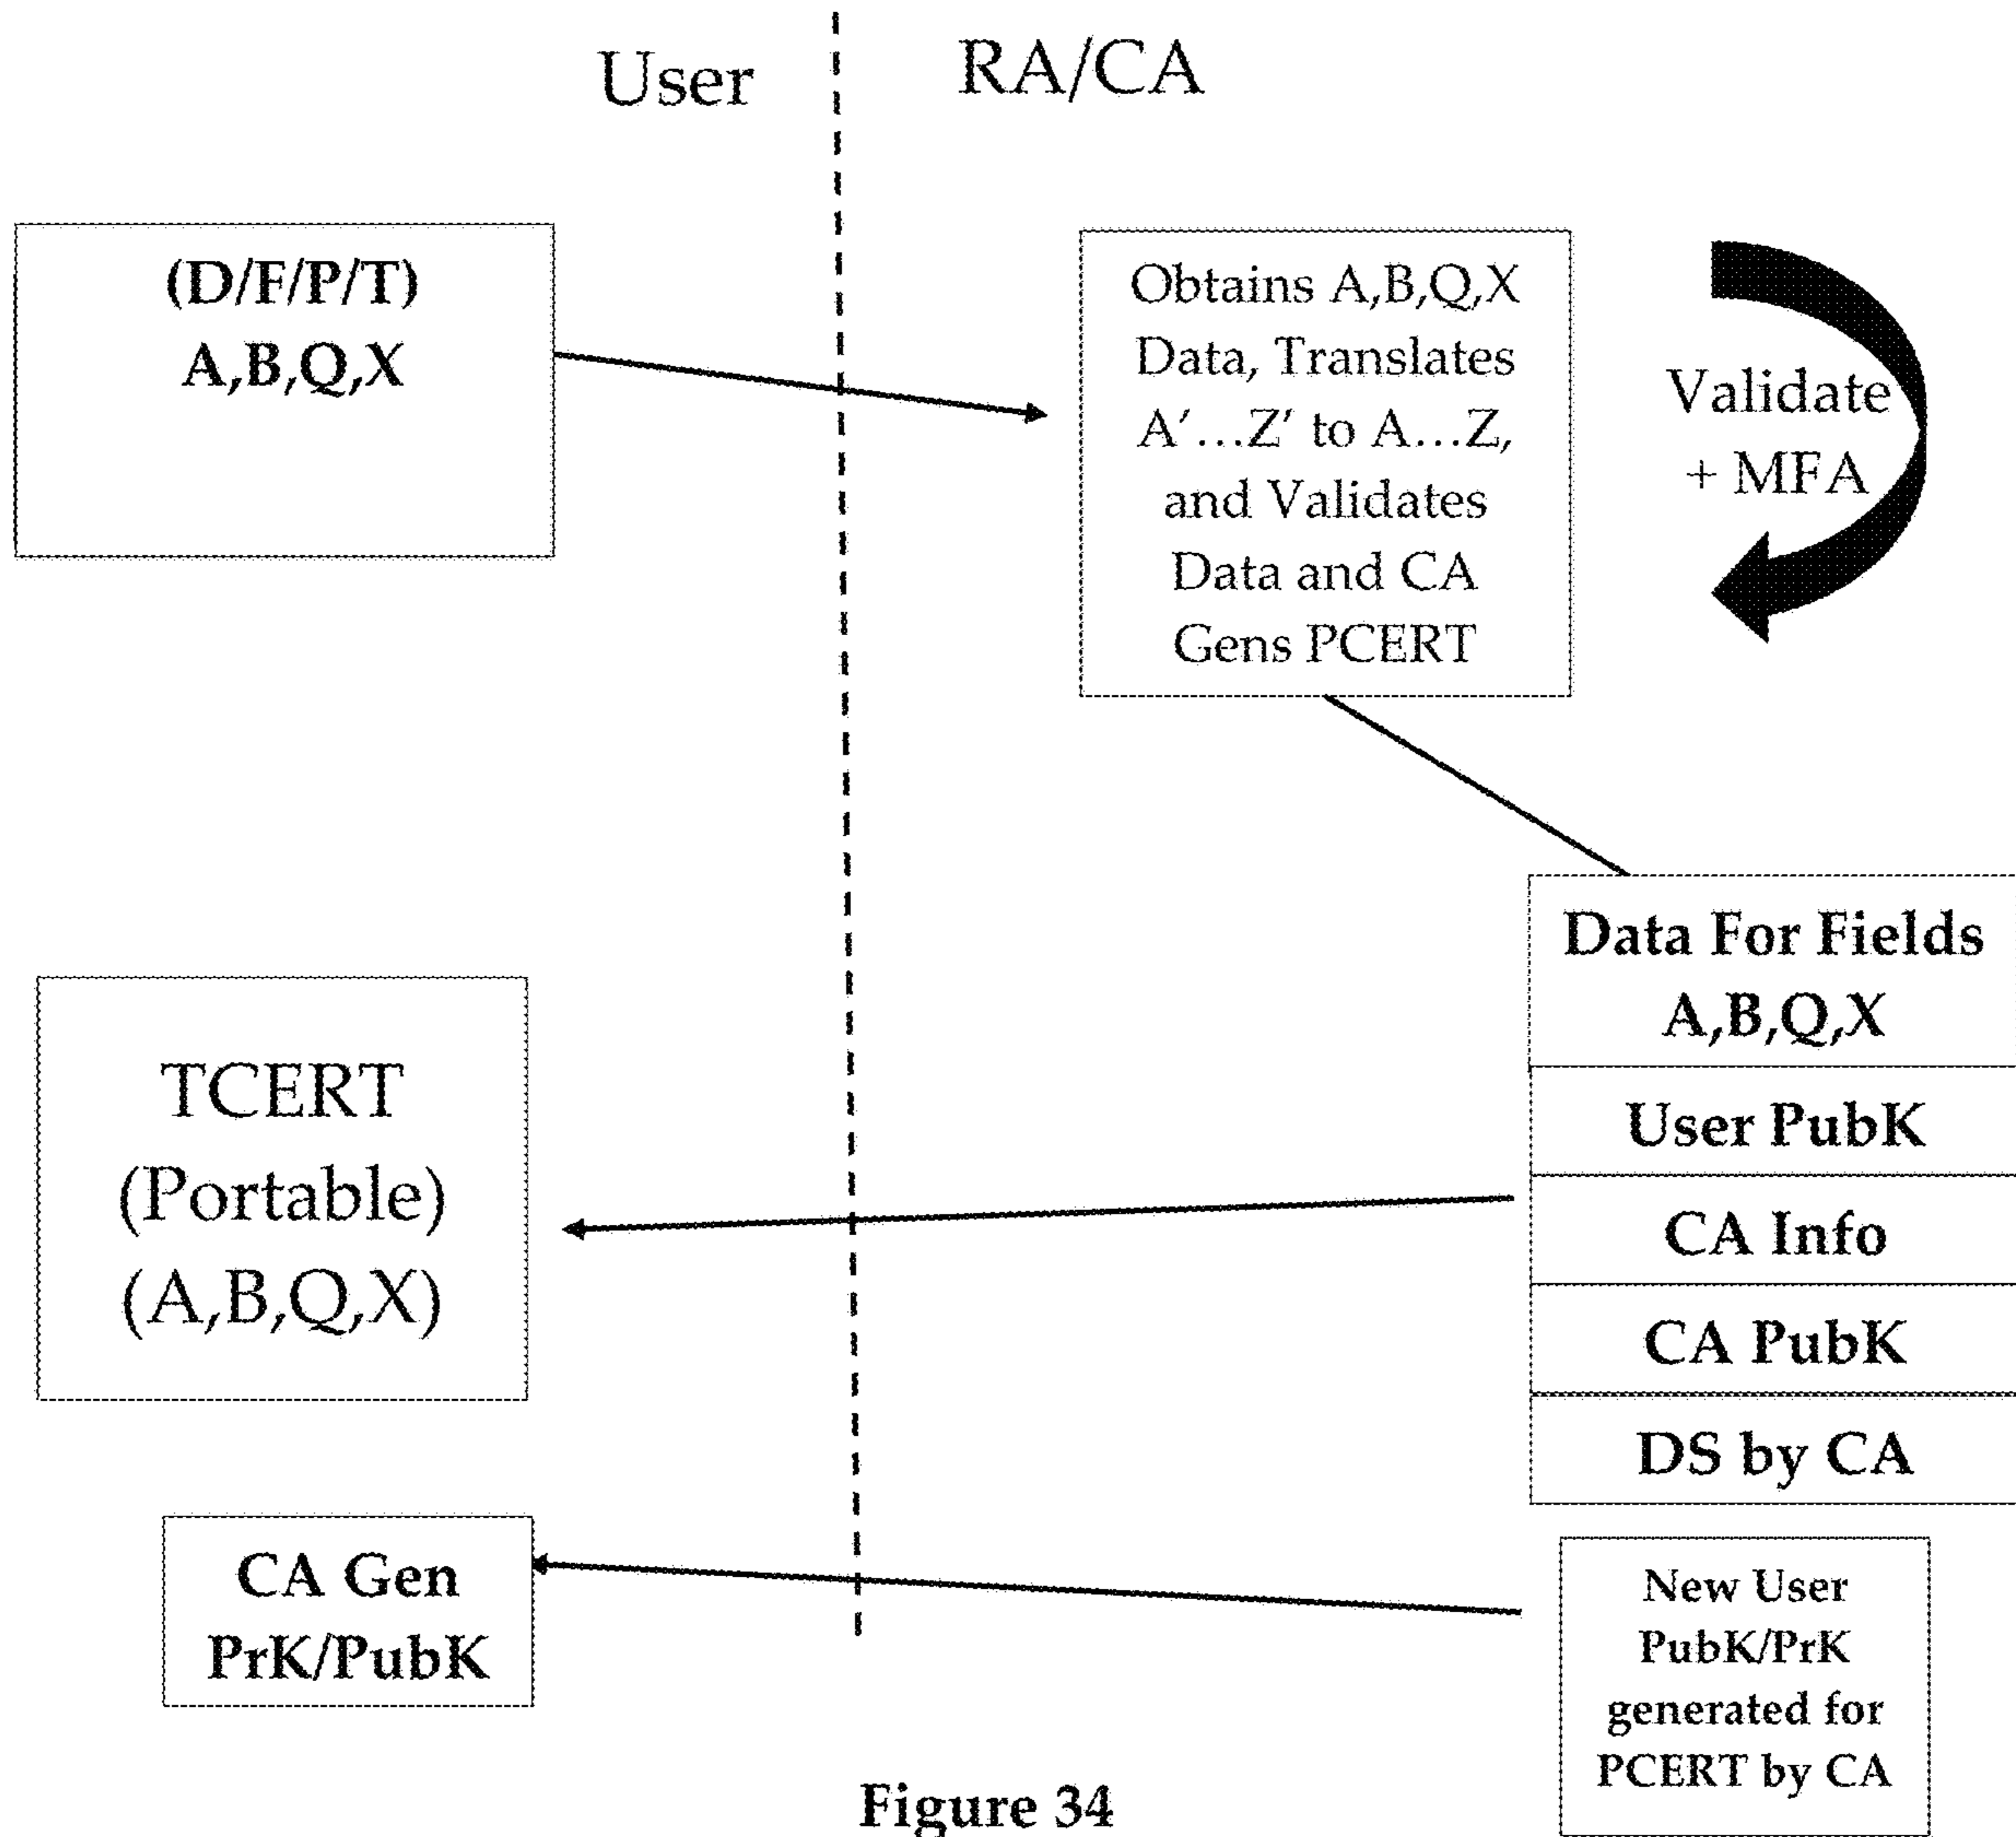 User
RA/CA
(D/F/P/T)
A,B,Q,X
Obtains A,B,Q,X
Data, Translates
A′…Z′ to A…Z,
and Validates
Data and CA
Gens PCERT
Validate
+ MFA
Data For Fields
A,B,Q,X
User PubK
CA Info
CA PubK
DS by CA
TCERT
(Portable)
(A,B,Q,X)
CA Gen
PrK/PubK
New User
PubK/PrK
generated for
PCERT by CA
Figure 34